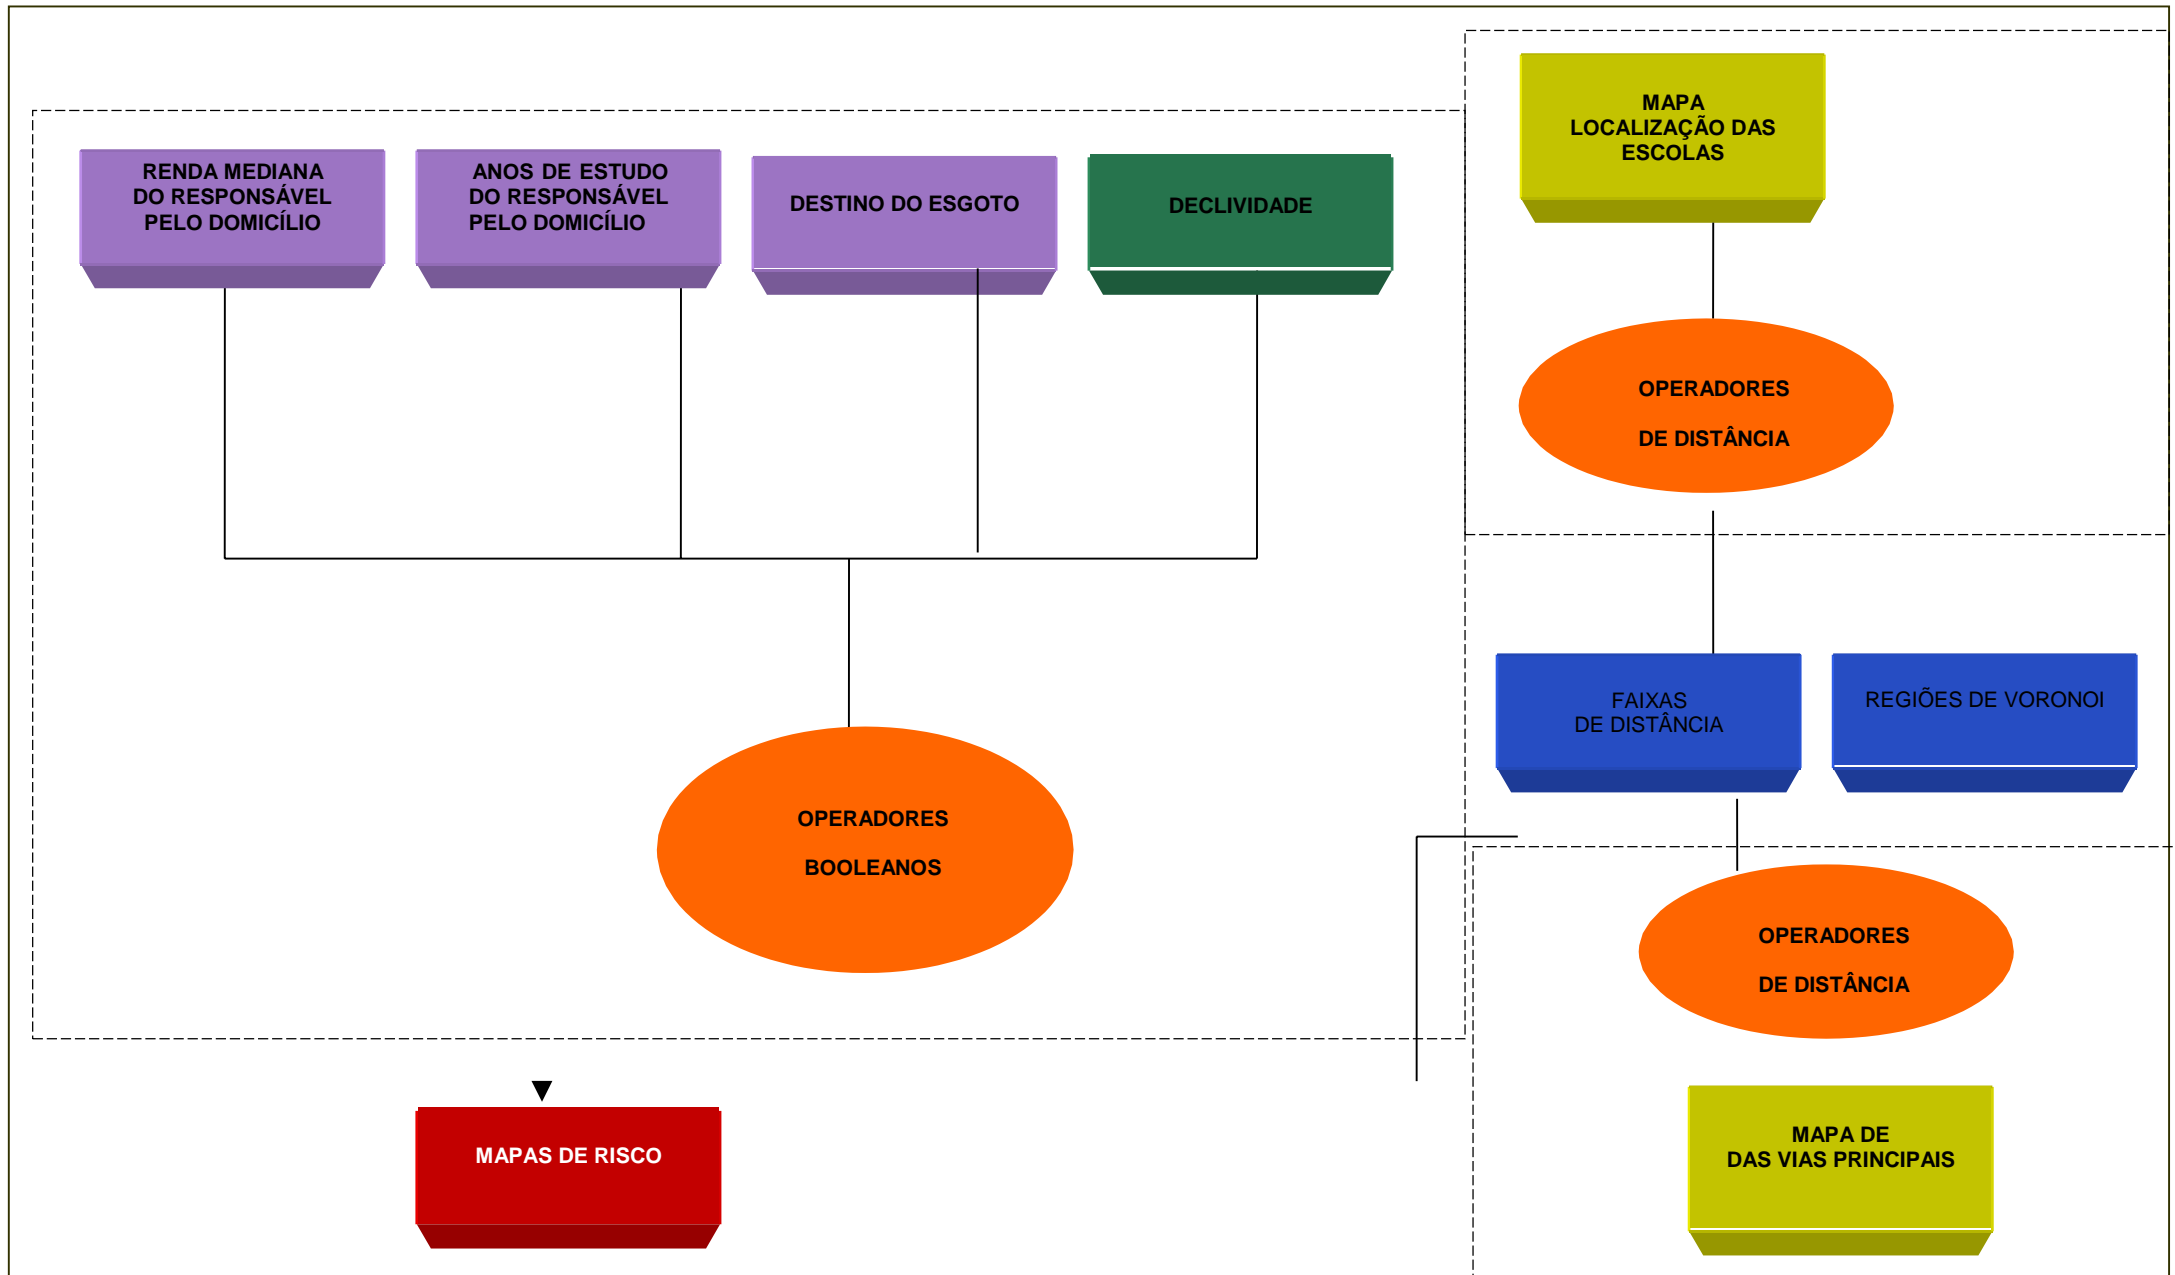 MAPA
LOCALIZAÇÃO DAS
ESCOLAS
RENDA MEDIANA
DO RESPONSÁVEL
PELO DOMICÍLIO
ANOS DE ESTUDO
DO RESPONSÁVEL
PELO DOMICÍLIO
DESTINO DO ESGOTO
DECLIVIDADE
OPERADORES
DE DISTÂNCIA
FAIXAS
DE DISTÂNCIA
REGIÕES DE VORONOI
OPERADORES
BOOLEANOS
OPERADORES
DE DISTÂNCIA
MAPAS DE RISCO
MAPA DE
DAS VIAS PRINCIPAIS